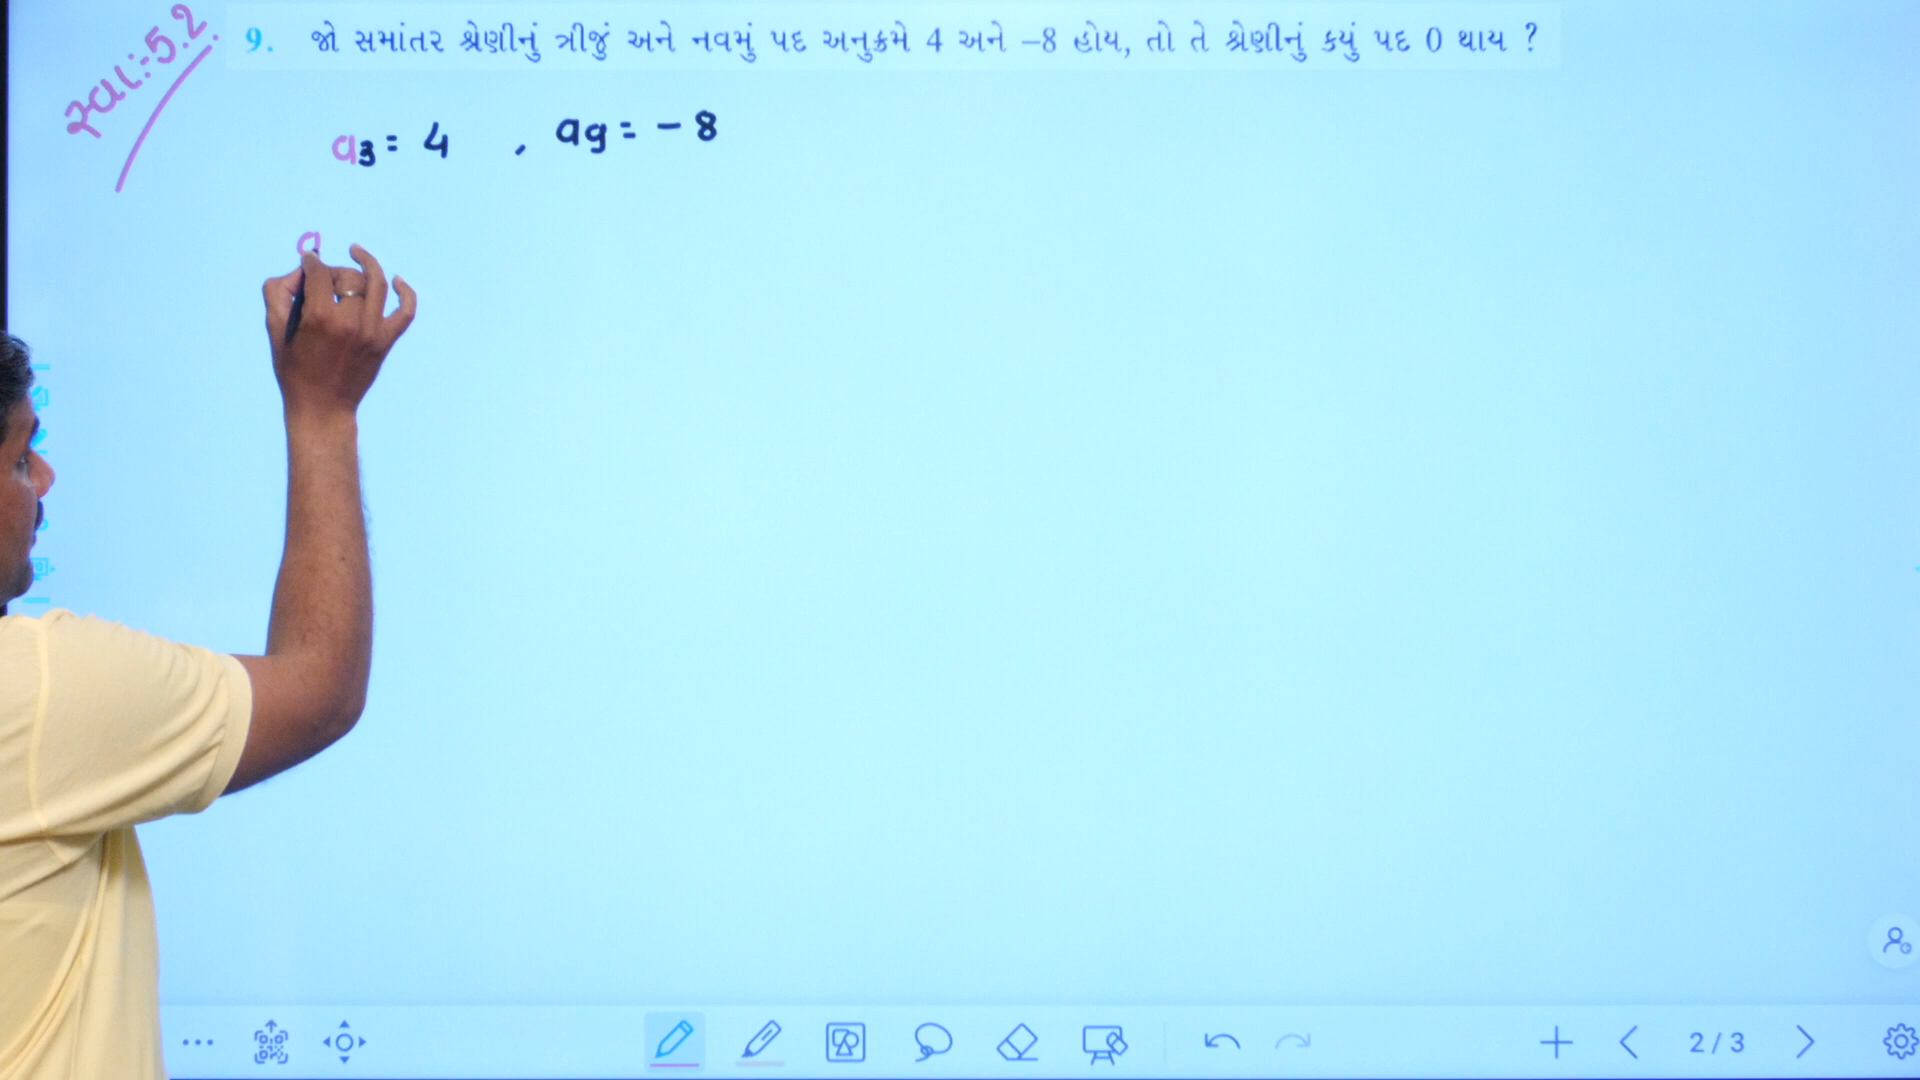 સ્વા:-5.2.
9. જો સમાંતર શ્રેણીનું ત્રીજું અને નવમું પદ અનુક્રમે 4 અને –8 હોય, તો તે શ્રેણીનું કયું પદ 0 થાય ?
a3 = 4 , a9 = - 8
a
2/3